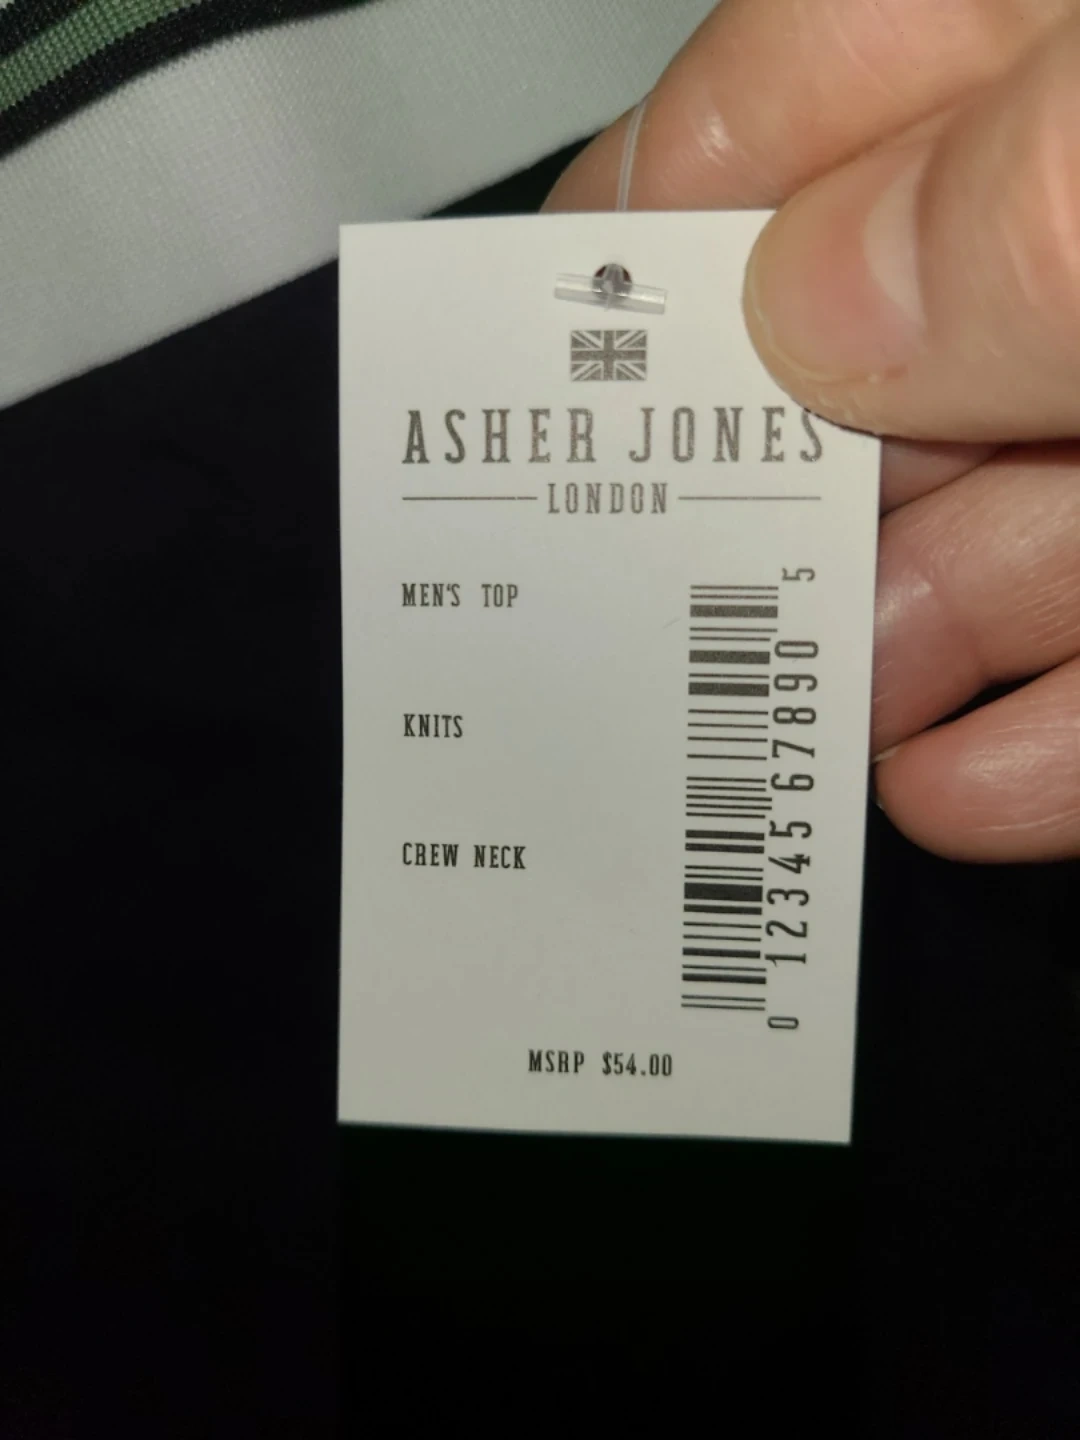 ASHER JONES
LONDON
MEN'S TOP
KNITS
CREW NECK
0 12345 67890 5
MSRP $54.00